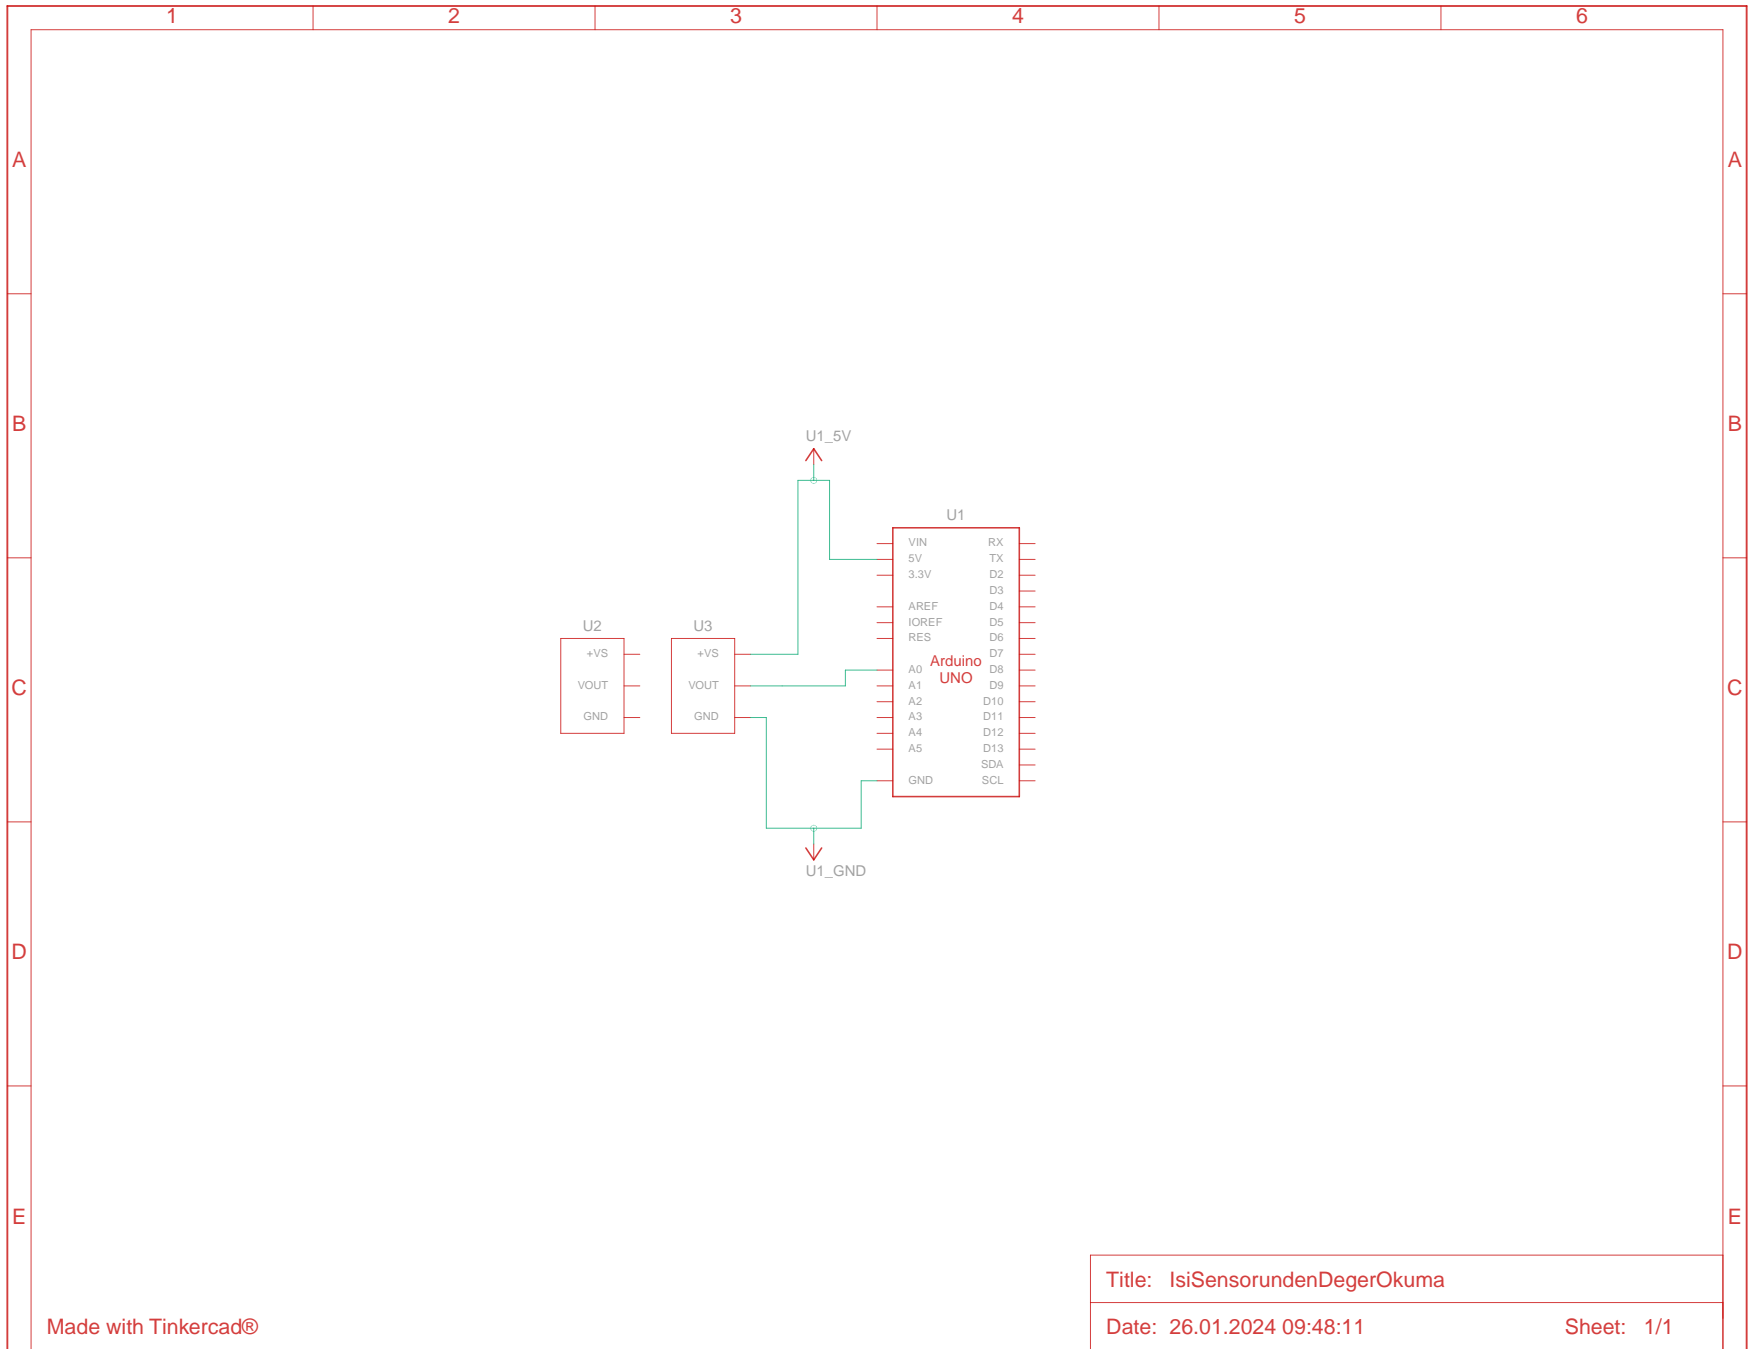 1 2 3 4 5 6
A A
B B
U1_5V
U1
VIN RX
5V TX
3.3V D2
D3
AREF D4
IOREF D5
U2 U3
RES D6
+VS +VS D7
Arduino
A0 D8
UNO
C VOUT VOUT A1 D9 C
A2 D10
GND GND A3 D11
A4 D12
A5 D13
SDA
GND SCL
U1_GND
D D
E E
Title: IsiSensorundenDegerOkuma
Made with Tinkercad®
Date: 26.01.2024 09:48:11 Sheet: 1/1